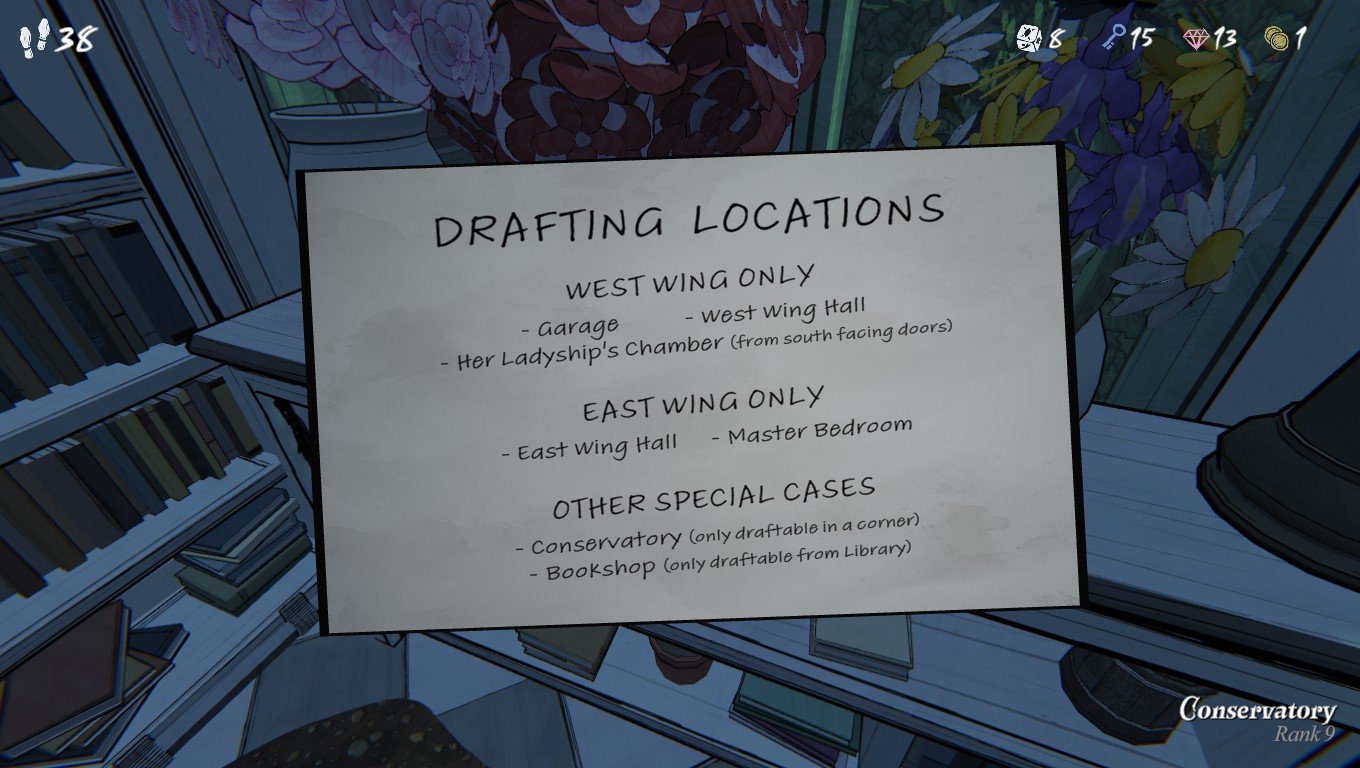 38
8 15 13 1
DRAFTING LOCATIONS
WEST WING ONLY
- Garage - West Wing Hall
- Her Ladyship's Chamber (from south facing doors)
EAST WING ONLY
- East Wing Hall - Master Bedroom
OTHER SPECIAL CASES
- Conservatory (only draftable in a corner)
- Bookshop (only draftable from Library)
Conservatory
Rank 9